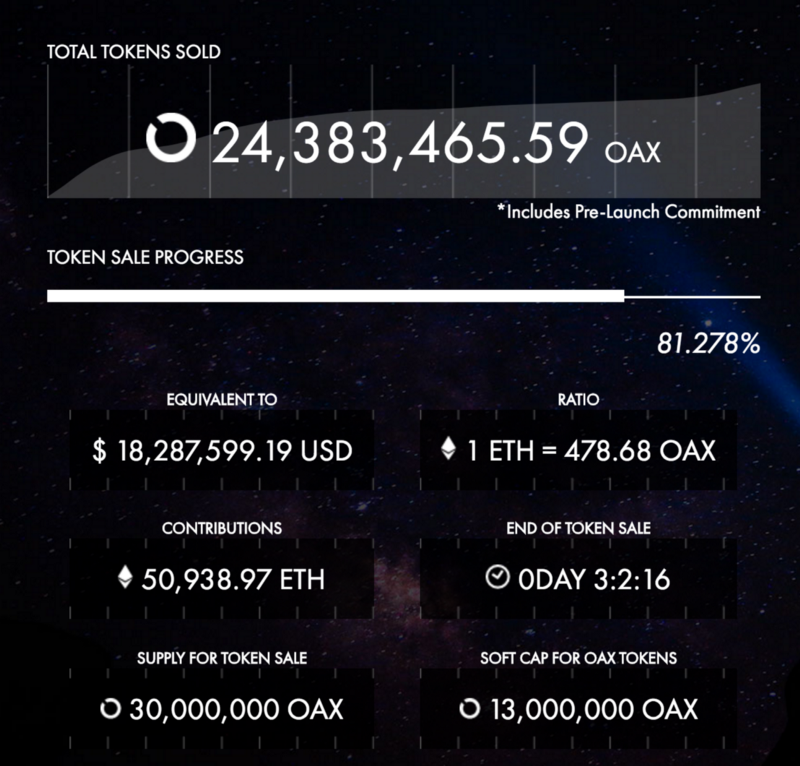 TOTAL TOKENS SOLD
24,383,465.59 OAX
*Includes Pre-Launch Commitment
TOKEN SALE PROGRESS
81.278%
EQUIVALENT TO
$ 18,287,599.19 USD
RATIO
1 ETH = 478.68 OAX
CONTRIBUTIONS
50,938.97 ETH
END OF TOKEN SALE
0DAY 3:2:16
SUPPLY FOR TOKEN SALE
30,000,000 OAX
SOFT CAP FOR OAX TOKENS
13,000,000 OAX